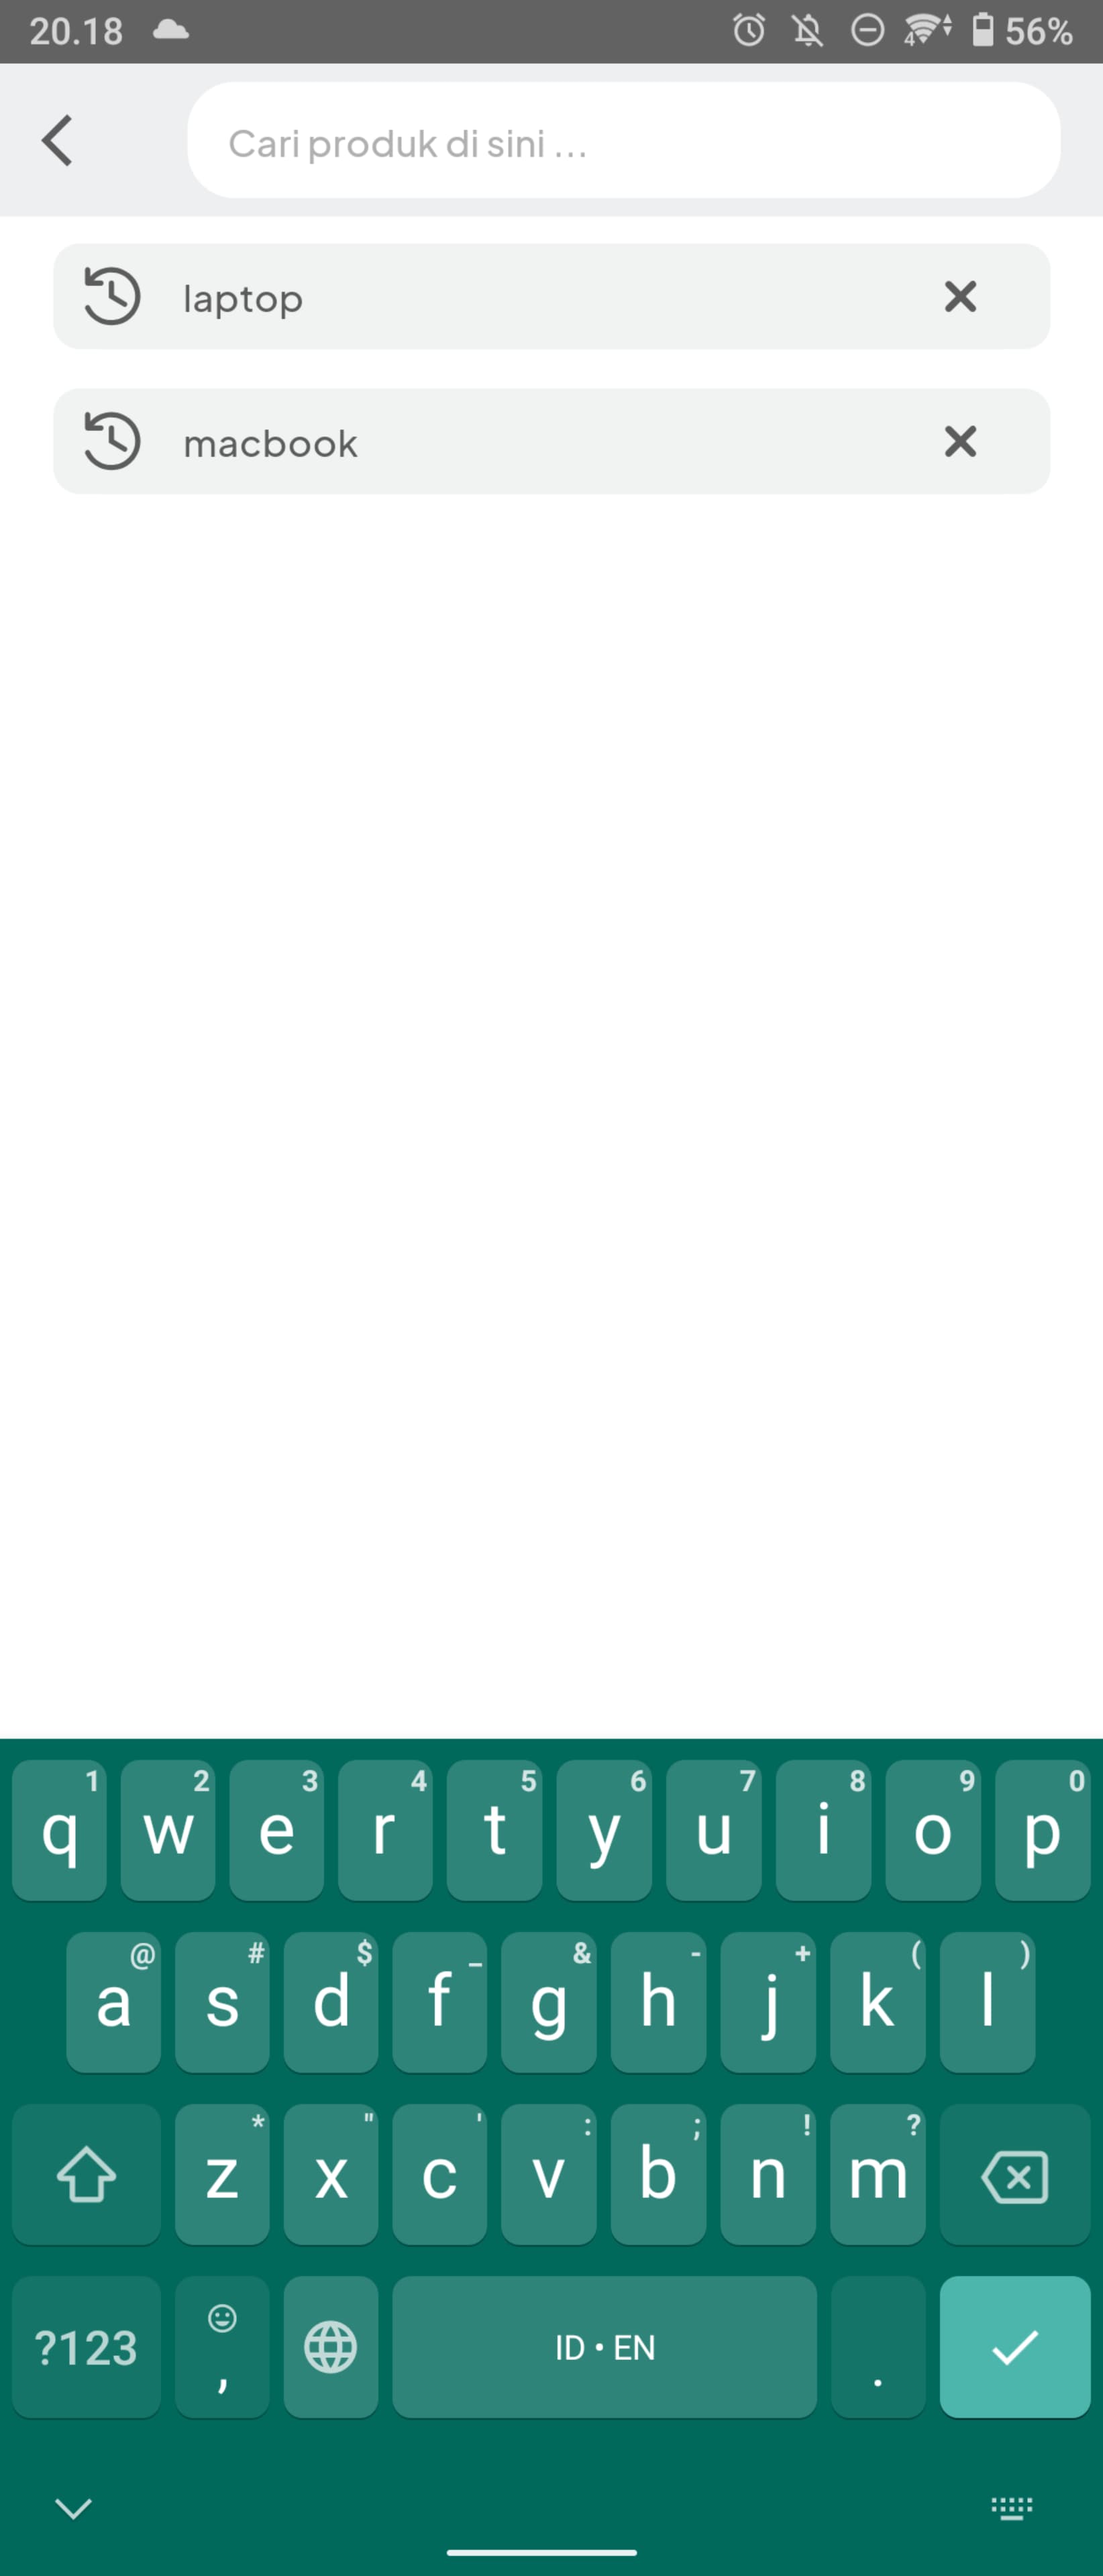 20.18 4 56%
Cari produk di sini ...
laptop
macbook
1 2 3 4 5 6 7 8 9 0
q w e r t y u i o p
@ # $ _ & - + ( )
a s d f g h j k l
* " ' : ; ! ?
z x c v b n m
?123 , ID • EN .